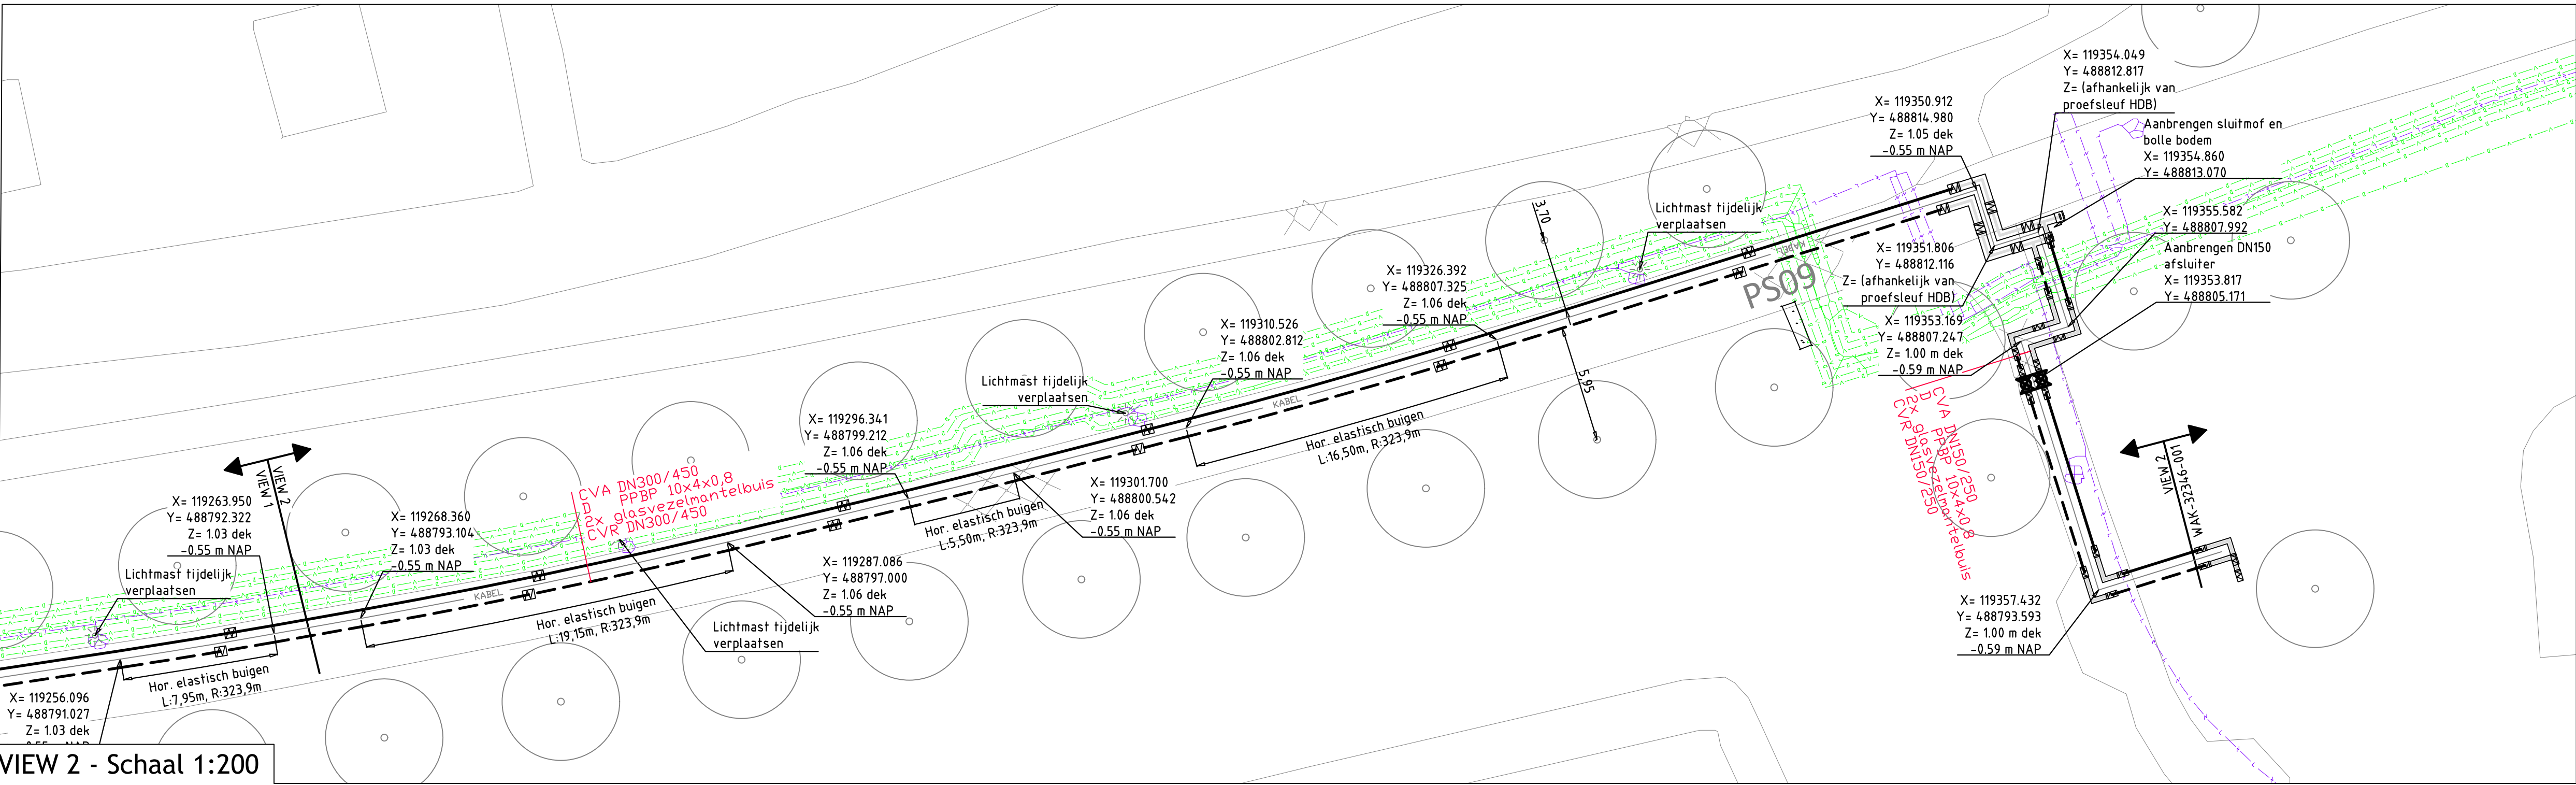 X= 119354.049
Y= 488812.817
Z= (afhankelijk van
proefsleuf HDB)
X= 119350.912
Y= 488814.980
Z= 1.05 dek
-0.55 m NAP
Aanbrengen sluitmof en
bolle bodem
X= 119354.860
Y= 488813.070
3,70
Lichtmast tijdelijk
verplaatsen
X= 119355.582
Y= 488807.992
Aanbrengen DN150
afsluiter
X= 119353.817
Y= 488805.171
KABEL
PS09
X= 119351.806
Y= 488812.116
Z= (afhankelijk van
proefsleuf HDB)
X= 119326.392
Y= 488807.325
Z= 1.06 dek
-0.55 m NAP
X= 119310.526
Y= 488802.812
Z= 1.06 dek
-0.55 m NAP
X= 119353.169
Y= 488807.247
Z= 1.00 m dek
-0.59 m NAP
Lichtmast tijdelijk
verplaatsen
KABEL
5,95
Hor. elastisch buigen
L:16,50m, R:323,9m
CVA DN150/250
D PPBP 10x4x0,8
2x glasvezelmantelbuis
CVR DN150/250
X= 119296.341
Y= 488799.212
Z= 1.06 dek
-0.55 m NAP
VIEW 2
WAK-32346-001
VIEW 2
VIEW 1
CVA DN300/450
D PPBP 10x4x0,8
2x glasvezelmantelbuis
CVR DN300/450
X= 119301.700
Y= 488800.542
Z= 1.06 dek
-0.55 m NAP
X= 119263.950
Y= 488792.322
Z= 1.03 dek
-0.55 m NAP
X= 119268.360
Y= 488793.104
Z= 1.03 dek
-0.55 m NAP
Hor. elastisch buigen
L:5,50m, R:323,9m
Lichtmast tijdelijk
verplaatsen
X= 119287.086
Y= 488797.000
Z= 1.06 dek
-0.55 m NAP
KABEL
Hor. elastisch buigen
L:19,15m, R:323,9m
Lichtmast tijdelijk
verplaatsen
X= 119357.432
Y= 488793.593
Z= 1.00 m dek
-0.59 m NAP
Hor. elastisch buigen
L:7,95m, R:323,9m
X= 119256.096
Y= 488791.027
Z= 1.03 dek
VIEW 2 - Schaal 1:200